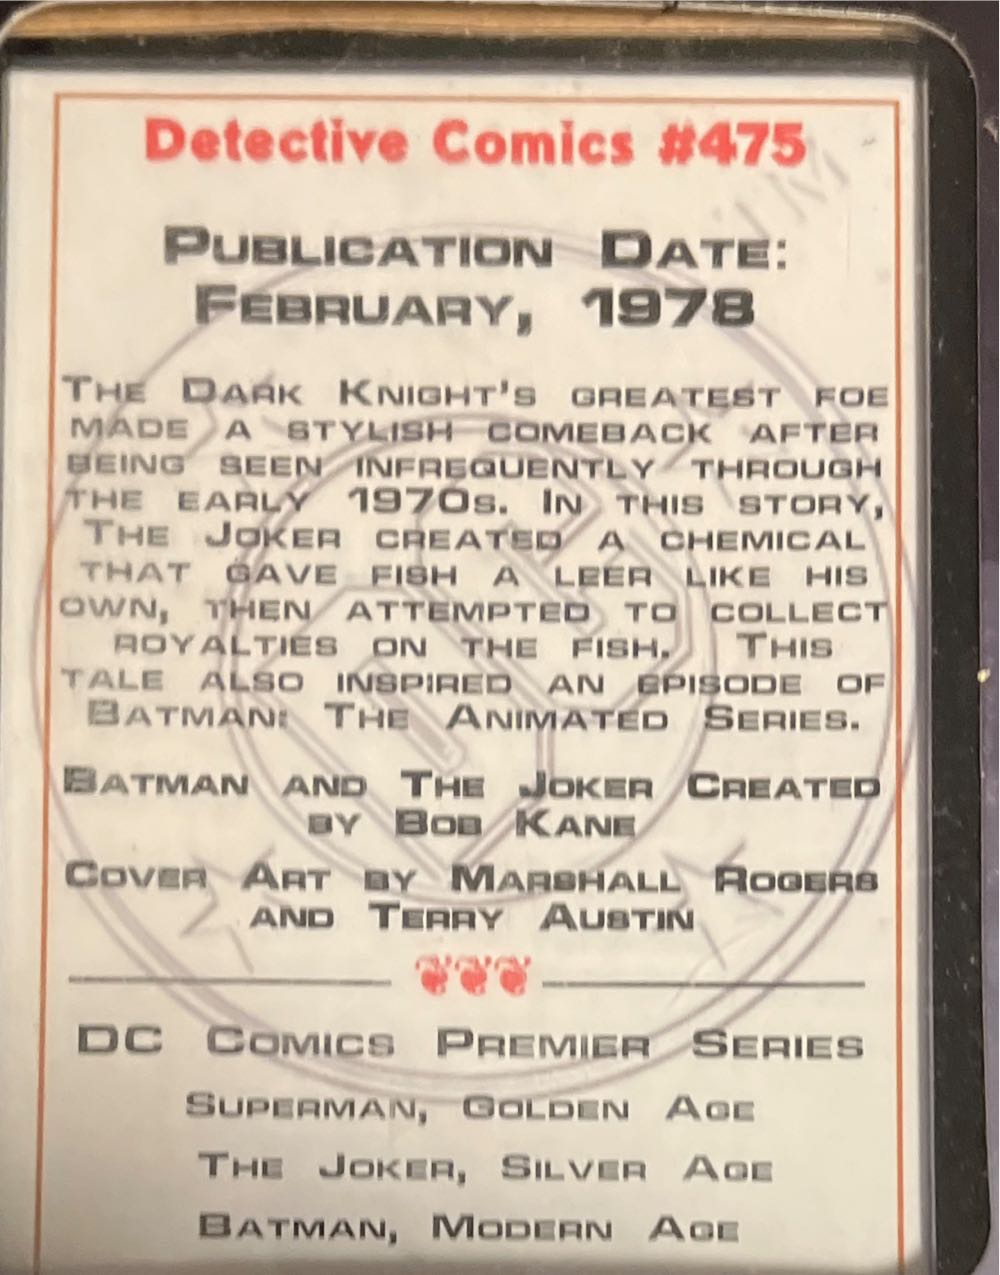 Detective Comics #475
PUBLICATION DATE:
FEBRUARY, 1978
THE DARK KNIGHT'S GREATEST FOE
MADE A STYLISH COMEBACK AFTER
BEING SEEN INFREQUENTLY THROUGH
THE EARLY 1970S. IN THIS STORY,
THE JOKER CREATED A CHEMICAL
THAT GAVE FISH A LEER LIKE HIS
OWN, THEN ATTEMPTED TO COLLECT
ROYALTIES ON THE FISH. THIS
TALE ALSO INSPIRED AN EPISODE OF
BATMAN: THE ANIMATED SERIES.
BATMAN AND THE JOKER CREATED
BY BOB KANE
COVER ART BY MARSHALL ROGERS
AND TERRY AUSTIN
DC COMICS PREMIER SERIES
SUPERMAN, GOLDEN AGE
THE JOKER, SILVER AGE
BATMAN, MODERN AGE
DC
TM